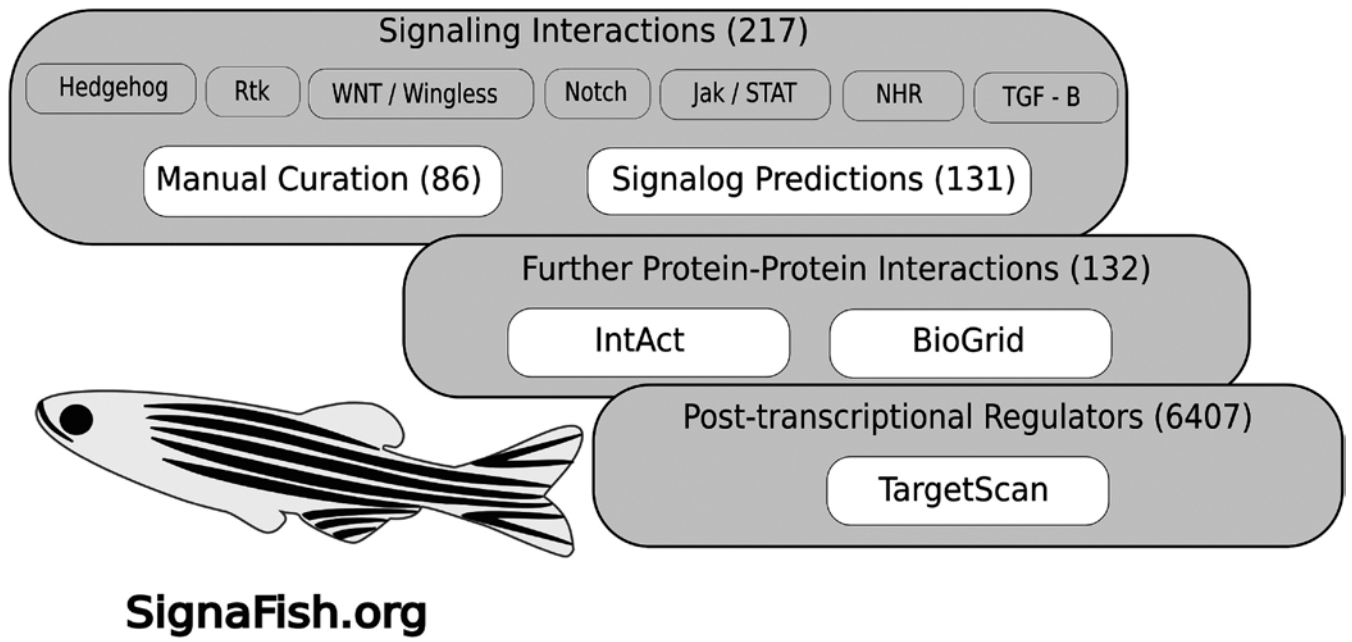 Signaling Interactions (217)
Hedgehog
Rtk
WNT / Wingless
Notch
Jak / STAT
NHR
TGF - B
Manual Curation (86)
Signalog Predictions (131)
Further Protein-Protein Interactions (132)
IntAct
BioGrid
Post-transcriptional Regulators (6407)
TargetScan
SignaFish.org